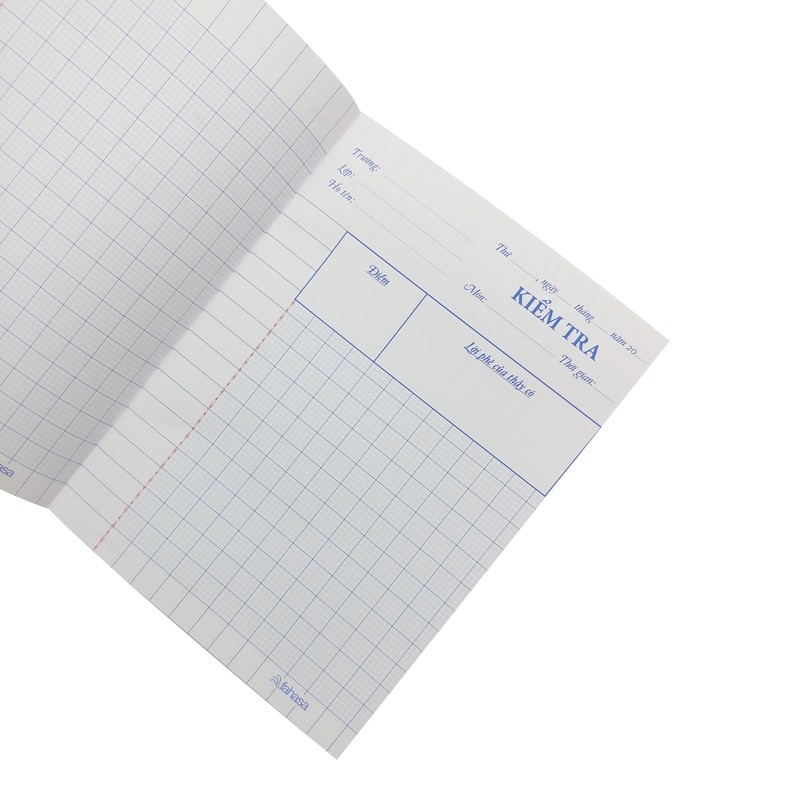 Trường:
Lớp:
Họ tên:
Thứ , ngày tháng năm 20
KIỂM TRA
Môn: Thời gian:
Điểm
Lời phê của thầy cô
fahasa
asa